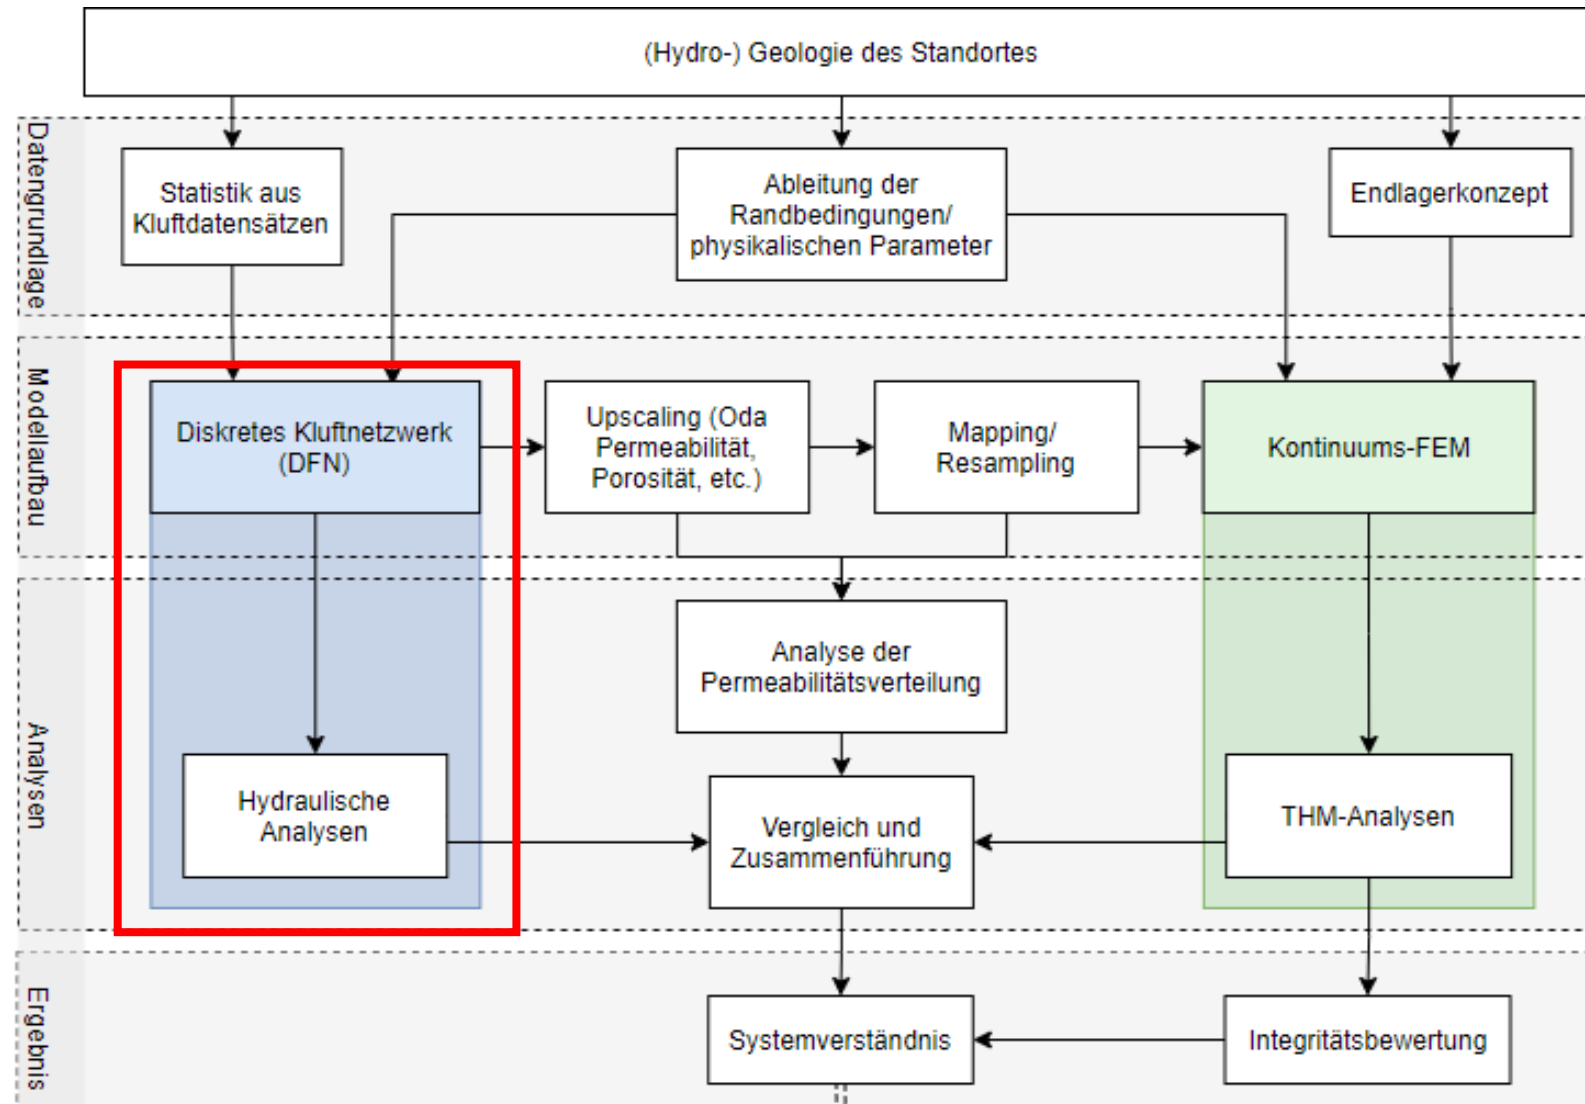 (Hydro-) Geologie des Standortes
Datengrundlage
Statistik aus
Kluftdatensätzen
Ableitung der
Randbedingungen/
physikalischen Parameter
Endlagerkonzept
Modellaufbau
Diskretes Kluftnetzwerk
(DFN)
Upscaling (Oda
Permeabilität,
Porosität, etc.)
Mapping/
Resampling
Kontinuums-FEM
Analysen
Analyse der
Permeabilitätsverteilung
Hydraulische
Analysen
Vergleich und
Zusammenführung
THM-Analysen
Ergebnis
Systemverständnis
Integritätsbewertung